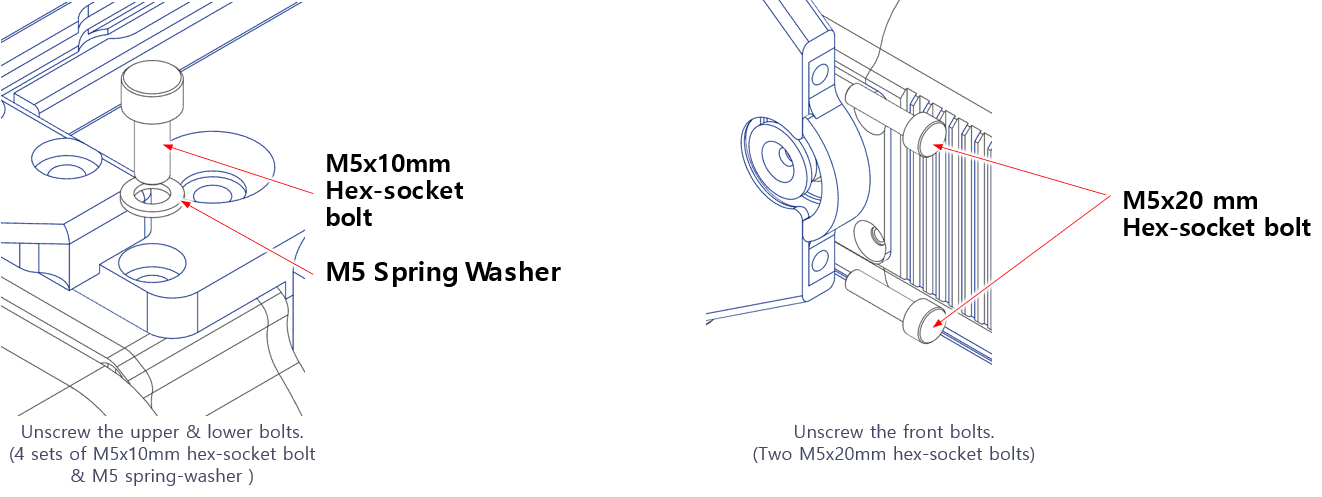 M5x10mm
Hex-socket
bolt
M5 Spring Washer
Unscrew the upper & lower bolts.
(4 sets of M5x10mm hex-socket bolt
& M5 spring-washer )
M5x20 mm
Hex-socket bolt
Unscrew the front bolts.
(Two M5x20mm hex-socket bolts)